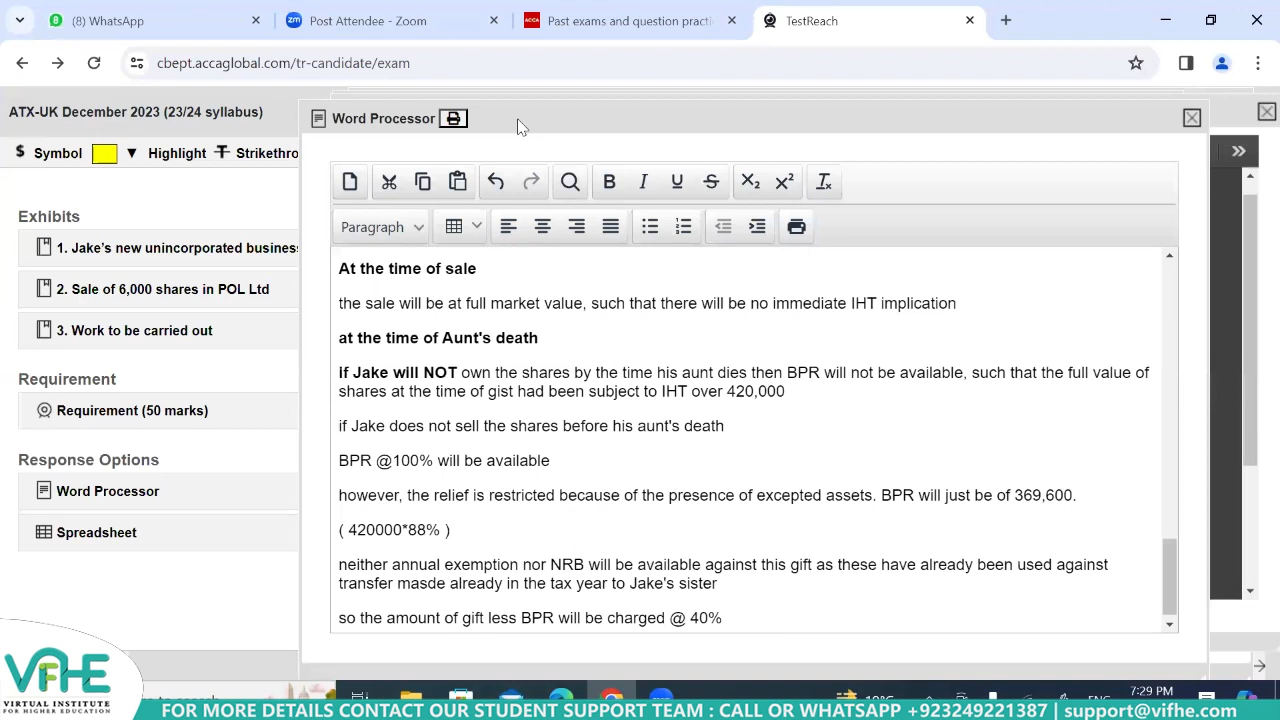 (8) WhatsApp
Post Attendee - Zoom
ACCA Past exams and question practi
TestReach
cbept.accaglobal.com/tr-candidate/exam
ATX-UK December 2023 (23/24 syllabus)
Word Processor
$ Symbol Highlight T Strikethro
Paragraph
Exhibits
1. Jake's new unincorporated business
2. Sale of 6,000 shares in POL Ltd
3. Work to be carried out
Requirement
Requirement (50 marks)
Response Options
Word Processor
Spreadsheet
At the time of sale
the sale will be at full market value, such that there will be no immediate IHT implication
at the time of Aunt's death
if Jake will NOT own the shares by the time his aunt dies then BPR will not be available, such that the full value of
shares at the time of gist had been subject to IHT over 420,000
if Jake does not sell the shares before his aunt's death
BPR @100% will be available
however, the relief is restricted because of the presence of excepted assets. BPR will just be of 369,600.
( 420000*88% )
neither annual exemption nor NRB will be available against this gift as these have already been used against
transfer masde already in the tax year to Jake's sister
so the amount of gift less BPR will be charged @ 40%
7:29 PM
VFHE
VIRTUAL INSTITUTE
FOR HIGHER EDUCATION
FOR MORE DETAILS CONTACT OUR STUDENT SUPPORT TEAM : CALL OR WHATSAPP +923249221387 | support@vifhe.com